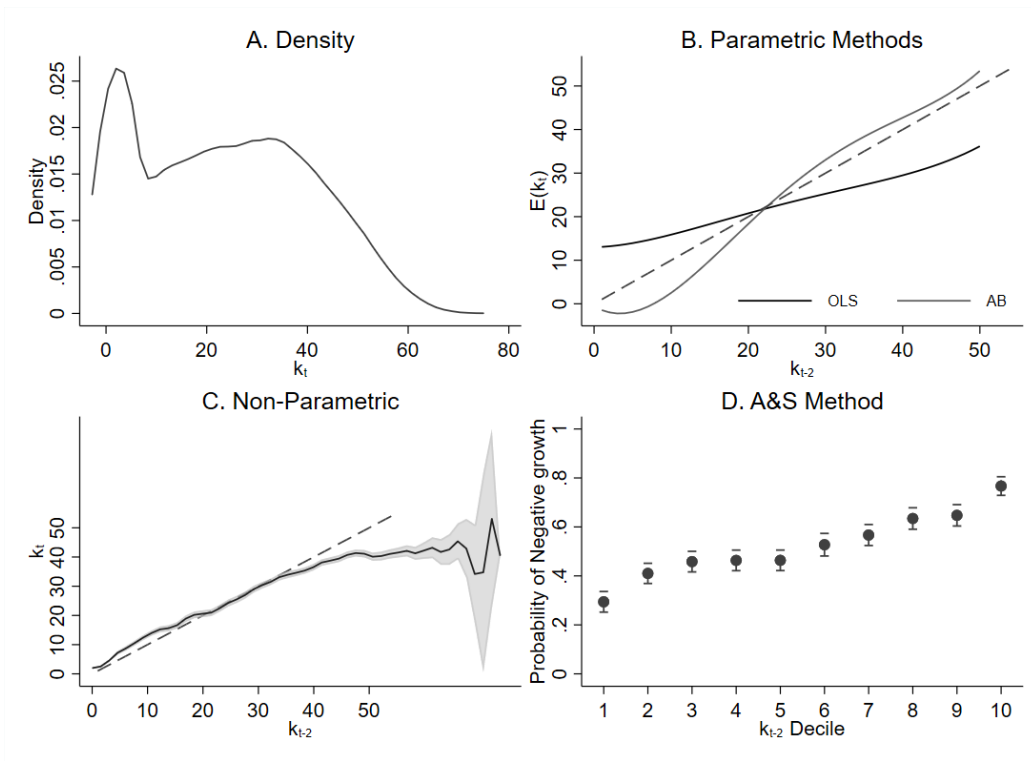 A. Density
Density
0
.005
.01
.015
.02
.025
0 20 40 60 80
kt
B. Parametric Methods
E(kt)
0
10
20
30
40
50
OLS AB
0 10 20 30 40 50
kt-2
C. Non-Parametric
kt
0 10 20 30 40 50
0 10 20 30 40 50
kt-2
D. A&S Method
Probability of Negative growth
0 .2 .4 .6 .8 1
1 2 3 4 5 6 7 8 9 10
kt-2 Decile